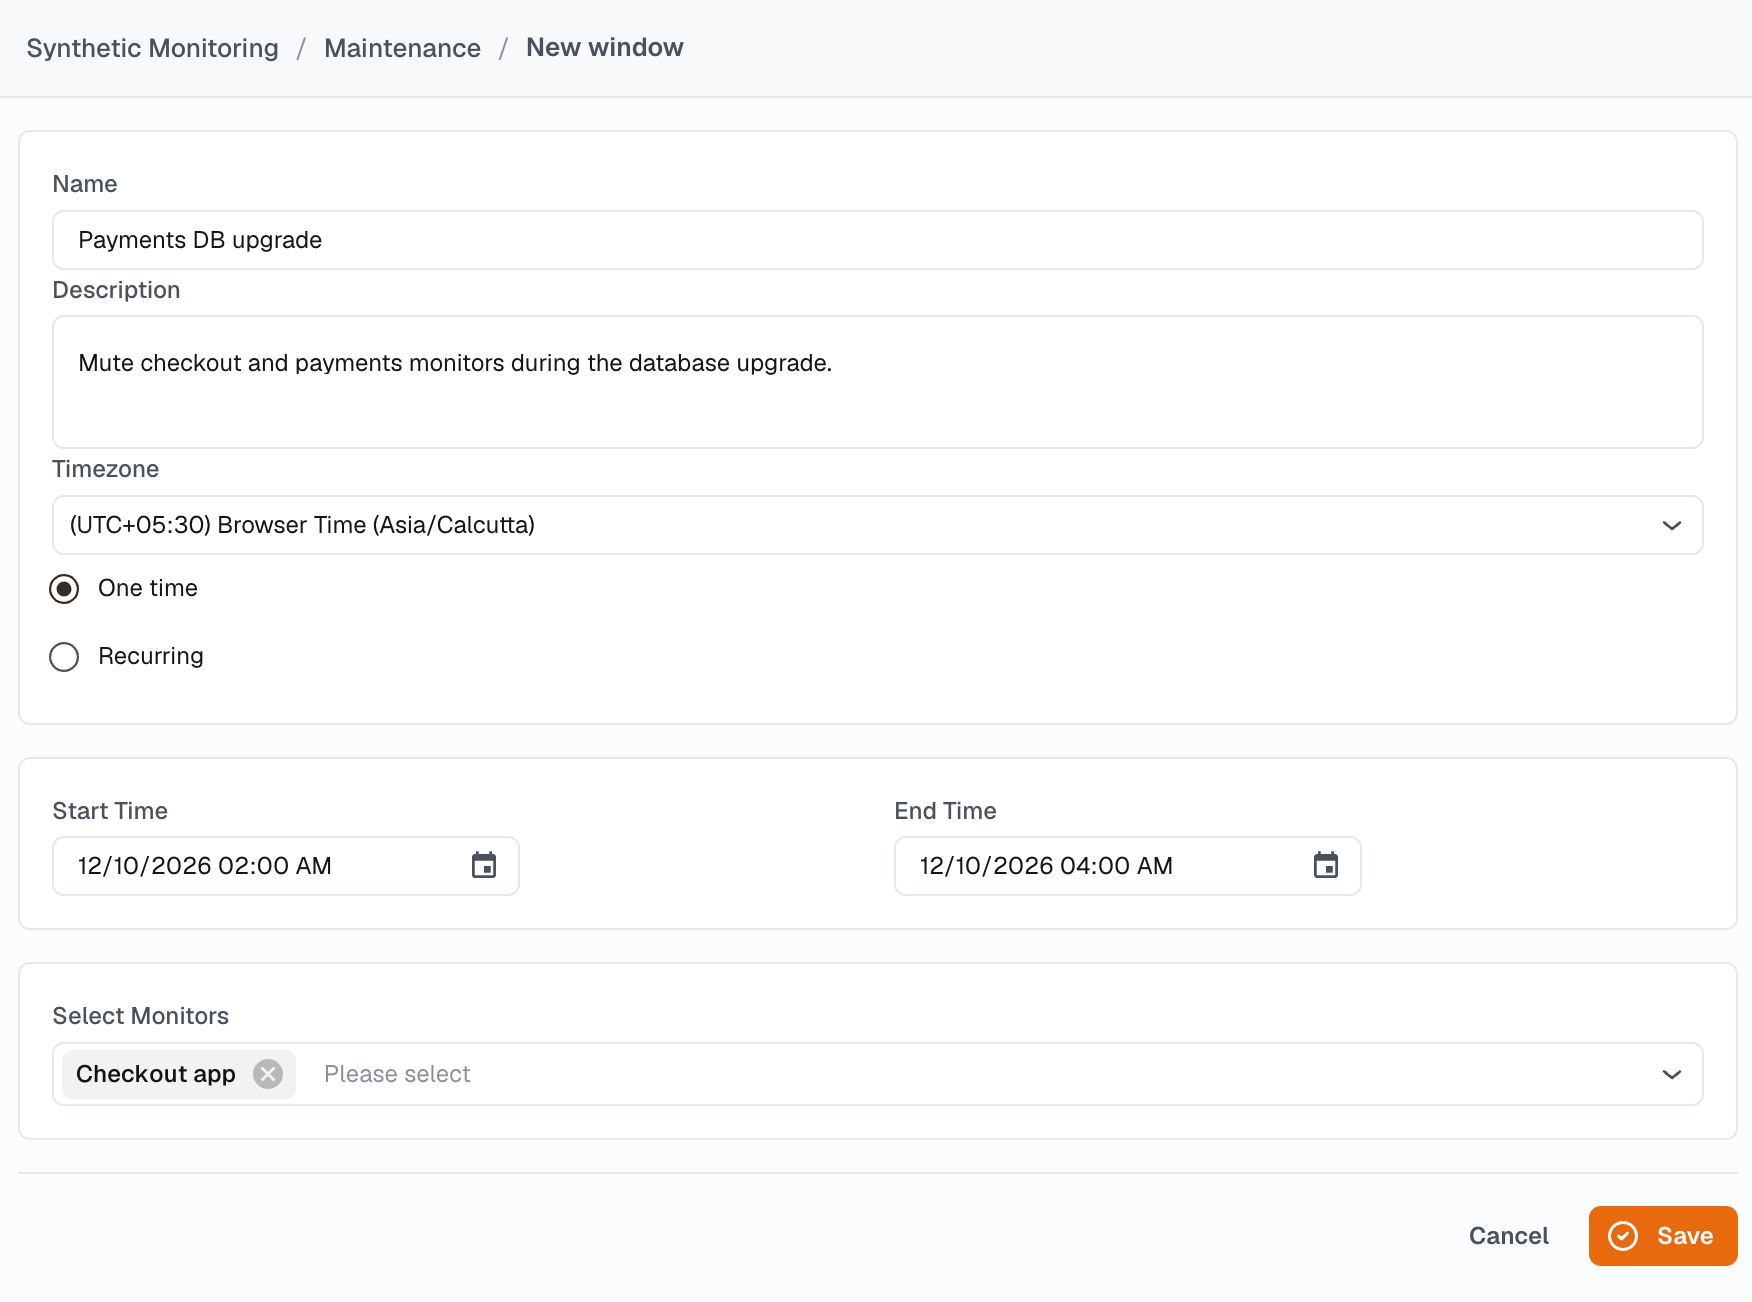 Synthetic Monitoring / Maintenance / New window
Name
Payments DB upgrade
Description
Mute checkout and payments monitors during the database upgrade.
Timezone
(UTC+05:30) Browser Time (Asia/Calcutta)
One time
Recurring
Start Time
12/10/2026 02:00 AM
End Time
12/10/2026 04:00 AM
Select Monitors
Checkout app Please select
Cancel Save